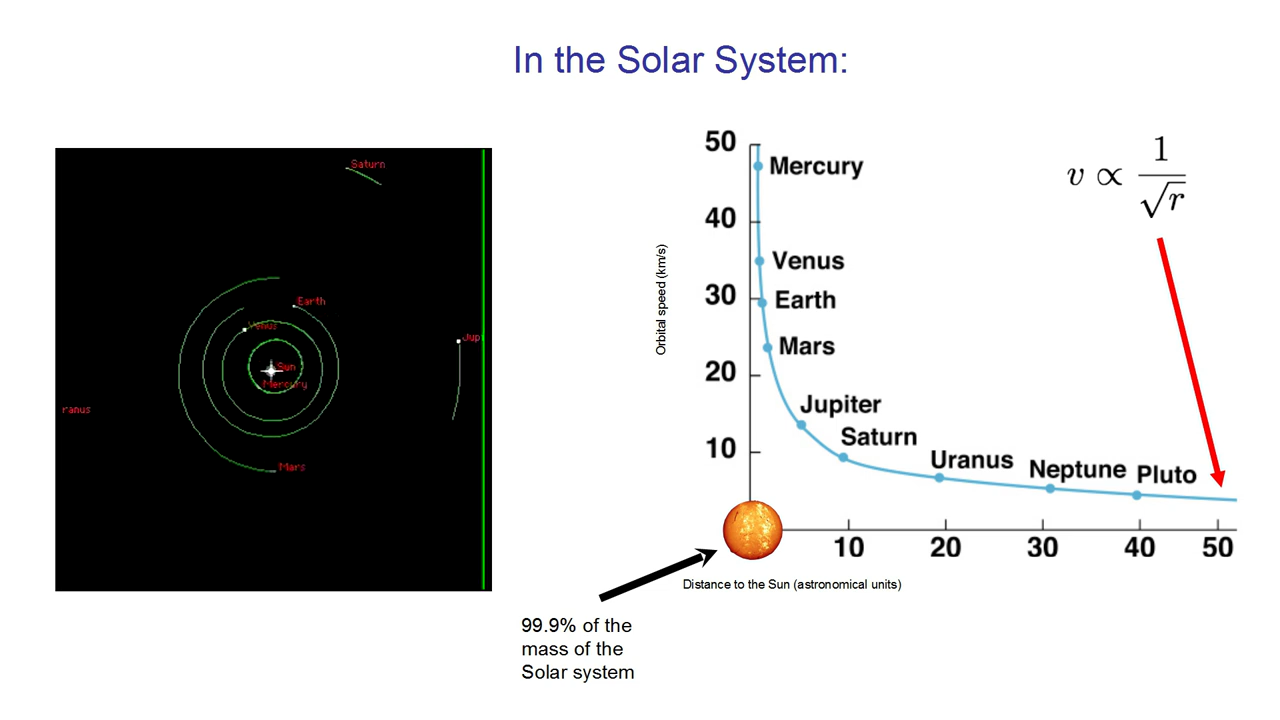 In the Solar System:
Saturn
Earth
Venus
Jup
Sun
Mercury
ranus
Mars
Orbital speed (km/s)
50
40
30
20
10
Mercury
Venus
Earth
Mars
Jupiter
Saturn
Uranus
Neptune
Pluto
v ∝ 1/√r
10 20 30 40 50
Distance to the Sun (astronomical units)
99.9% of the
mass of the
Solar system